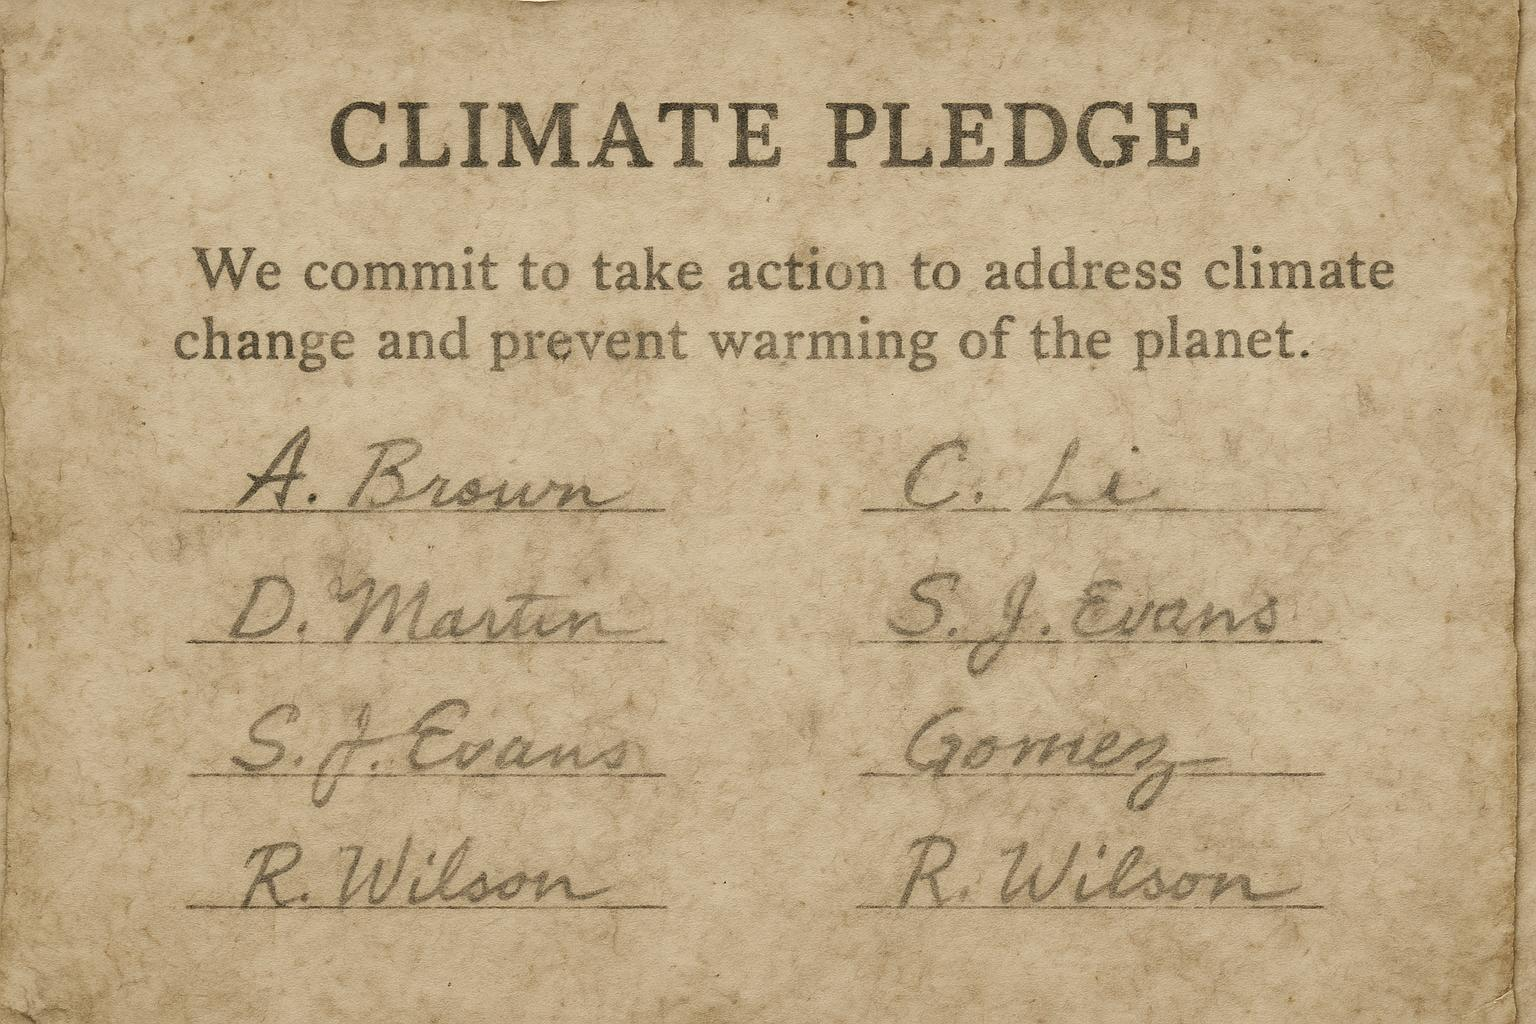 CLIMATE PLEDGE
We commit to take action to address climate
change and prevent warming of the planet.
A. Brown C. Li
D. Martin S. J. Evans
S. J. Evans Gomez
R. Wilson R. Wilson